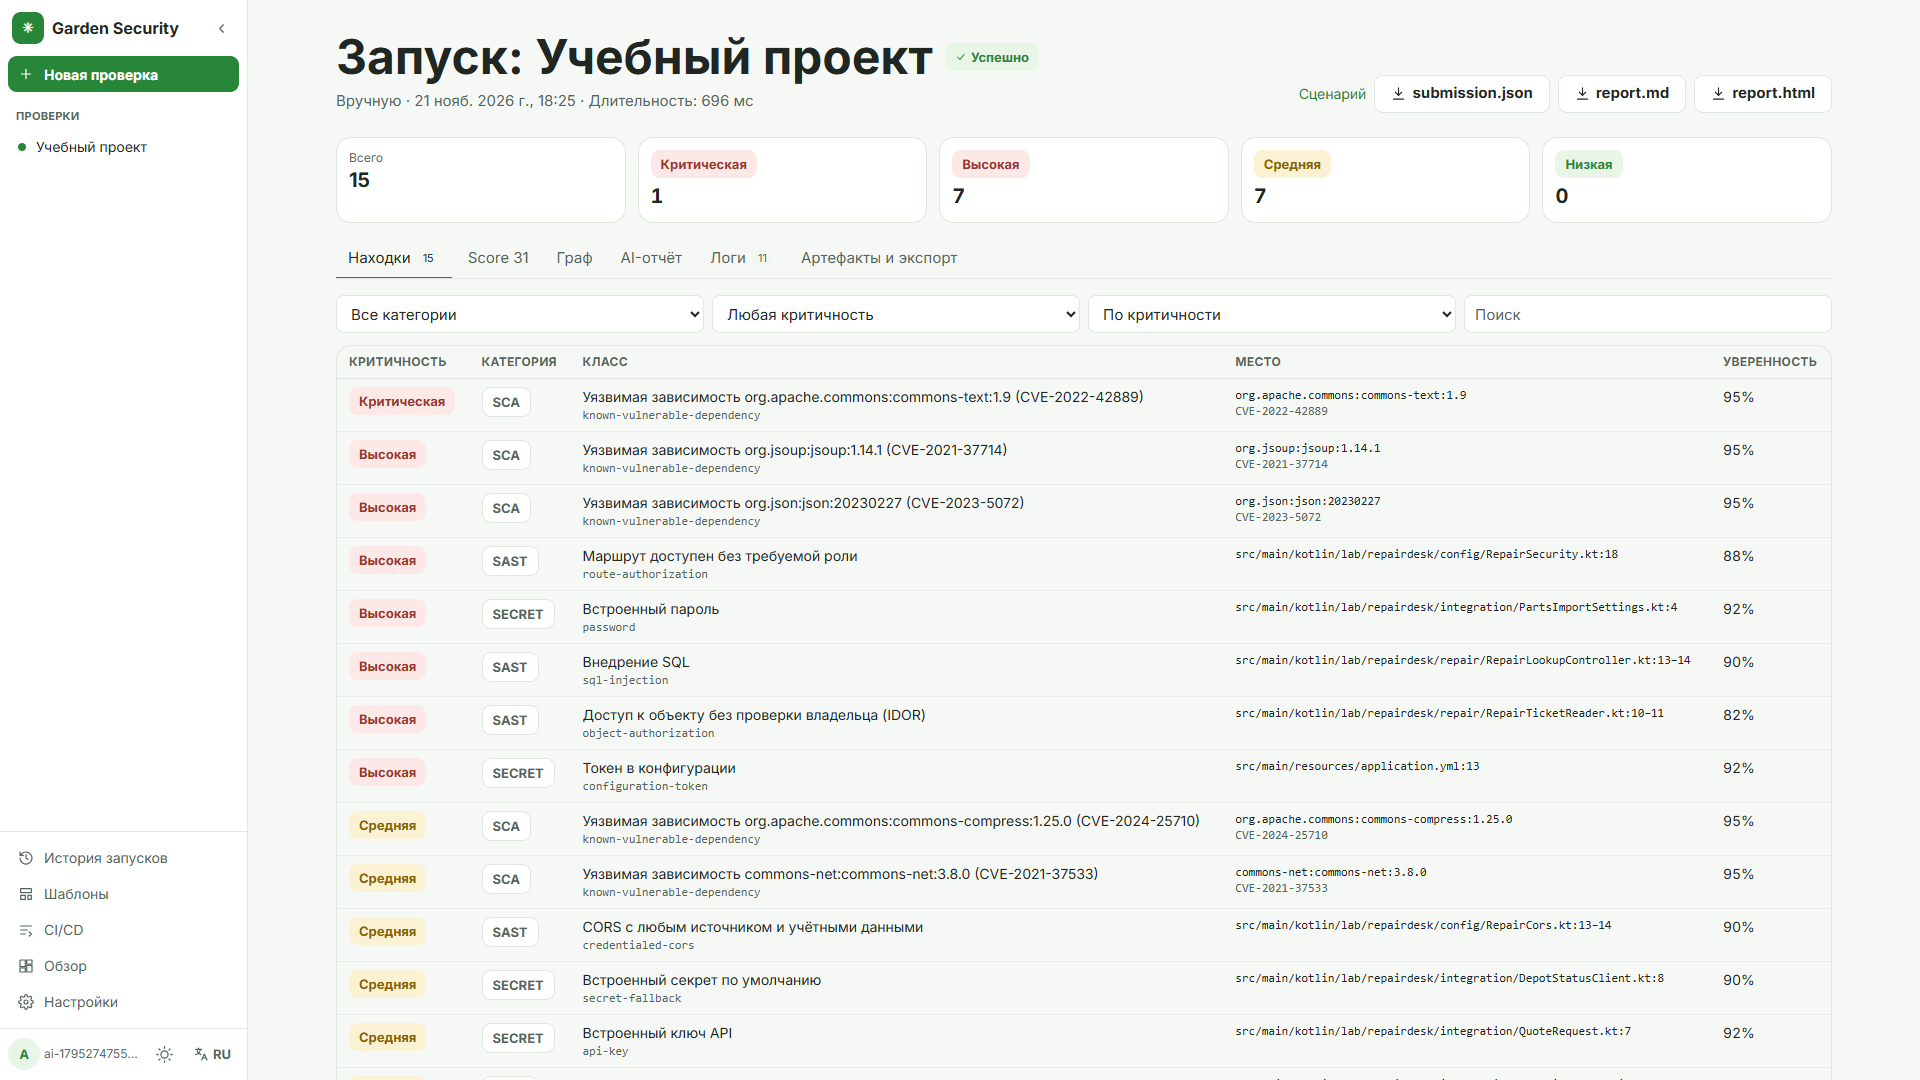 Garden Security
Новая проверка
ПРОВЕРКИ
Учебный проект
История запусков
Шаблоны
CI/CD
Обзор
Настройки
A ai-1795274755... RU
Запуск: Учебный проект Успешно
Вручную · 21 нояб. 2026 г., 18:25 · Длительность: 696 мс
Сценарий submission.json report.md report.html
Всего
15
Критическая
1
Высокая
7
Средняя
7
Низкая
0
Находки 15 Score 31 Граф AI-отчёт Логи 11 Артефакты и экспорт
Все категории Любая критичность По критичности Поиск
КРИТИЧНОСТЬ КАТЕГОРИЯ КЛАСС МЕСТО УВЕРЕННОСТЬ
Критическая SCA Уязвимая зависимость org.apache.commons:commons-text:1.9 (CVE-2022-42889) org.apache.commons:commons-text:1.9 95%
known-vulnerable-dependency CVE-2022-42889
Высокая SCA Уязвимая зависимость org.jsoup:jsoup:1.14.1 (CVE-2021-37714) org.jsoup:jsoup:1.14.1 95%
known-vulnerable-dependency CVE-2021-37714
Высокая SCA Уязвимая зависимость org.json:json:20230227 (CVE-2023-5072) org.json:json:20230227 95%
known-vulnerable-dependency CVE-2023-5072
Высокая SAST Маршрут доступен без требуемой роли src/main/kotlin/lab/repairdesk/config/RepairSecurity.kt:18 88%
route-authorization
Высокая SECRET Встроенный пароль src/main/kotlin/lab/repairdesk/integration/PartsImportSettings.kt:4 92%
password
Высокая SAST Внедрение SQL src/main/kotlin/lab/repairdesk/repair/RepairLookupController.kt:13–14 90%
sql-injection
Высокая SAST Доступ к объекту без проверки владельца (IDOR) src/main/kotlin/lab/repairdesk/repair/RepairTicketReader.kt:10–11 82%
object-authorization
Высокая SECRET Токен в конфигурации src/main/resources/application.yml:13 92%
configuration-token
Средняя SCA Уязвимая зависимость org.apache.commons:commons-compress:1.25.0 (CVE-2024-25710) org.apache.commons:commons-compress:1.25.0 95%
known-vulnerable-dependency CVE-2024-25710
Средняя SCA Уязвимая зависимость commons-net:commons-net:3.8.0 (CVE-2021-37533) commons-net:commons-net:3.8.0 95%
known-vulnerable-dependency CVE-2021-37533
Средняя SAST CORS с любым источником и учётными данными src/main/kotlin/lab/repairdesk/config/RepairCors.kt:13–14 90%
credentialed-cors
Средняя SECRET Встроенный секрет по умолчанию src/main/kotlin/lab/repairdesk/integration/DepotStatusClient.kt:8 90%
secret-fallback
Средняя SECRET Встроенный ключ API src/main/kotlin/lab/repairdesk/integration/QuoteRequest.kt:7 92%
api-key